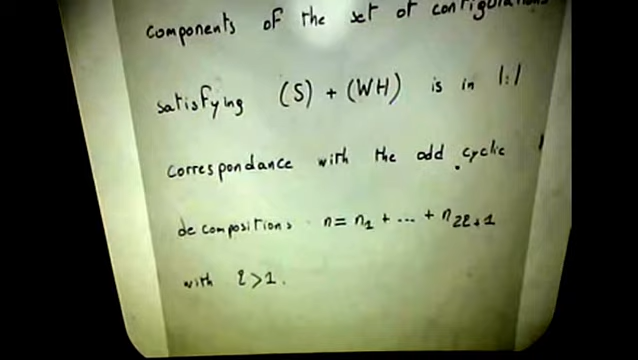 components of the set of configurations
satisfying (S) + (WH) is in 1:1
correspondance with the odd cyclic
decompositions n = n1 + ... + n2l+1
with l>1.